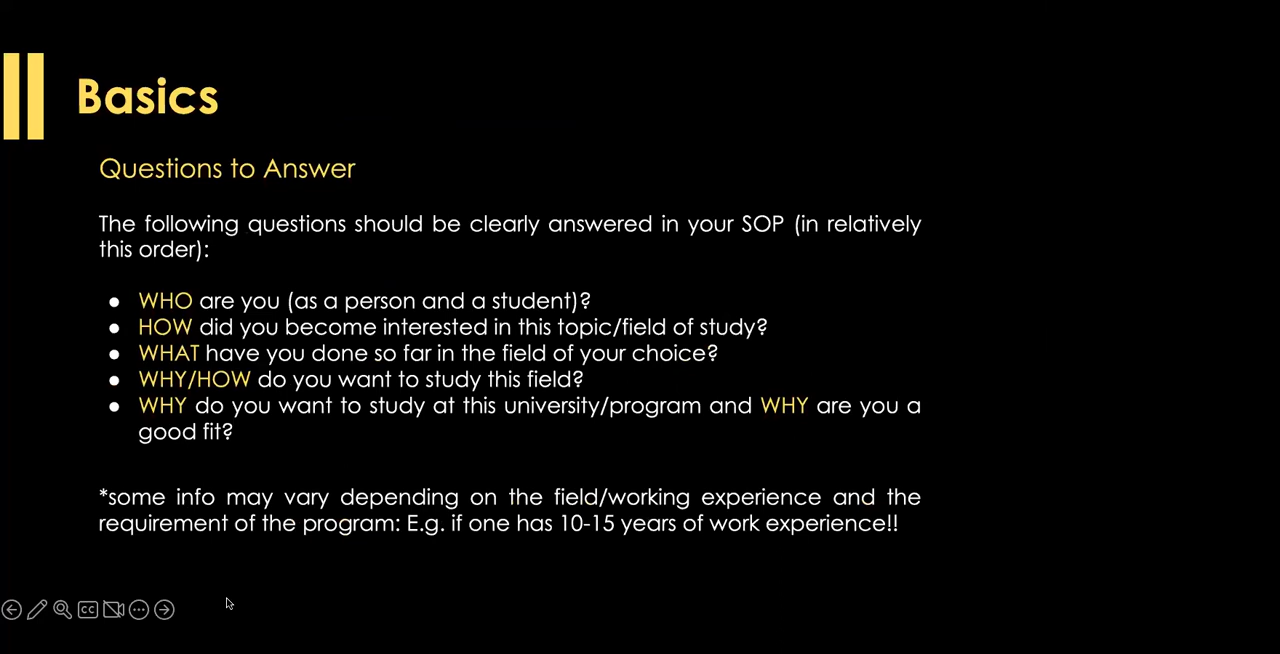 Basics
Questions to Answer
The following questions should be clearly answered in your SOP (in relatively
this order):
● WHO are you (as a person and a student)?
● HOW did you become interested in this topic/field of study?
● WHAT have you done so far in the field of your choice?
● WHY/HOW do you want to study this field?
● WHY do you want to study at this university/program and WHY are you a
good fit?
*some info may vary depending on the field/working experience and the
requirement of the program: E.g. if one has 10-15 years of work experience!!
CC